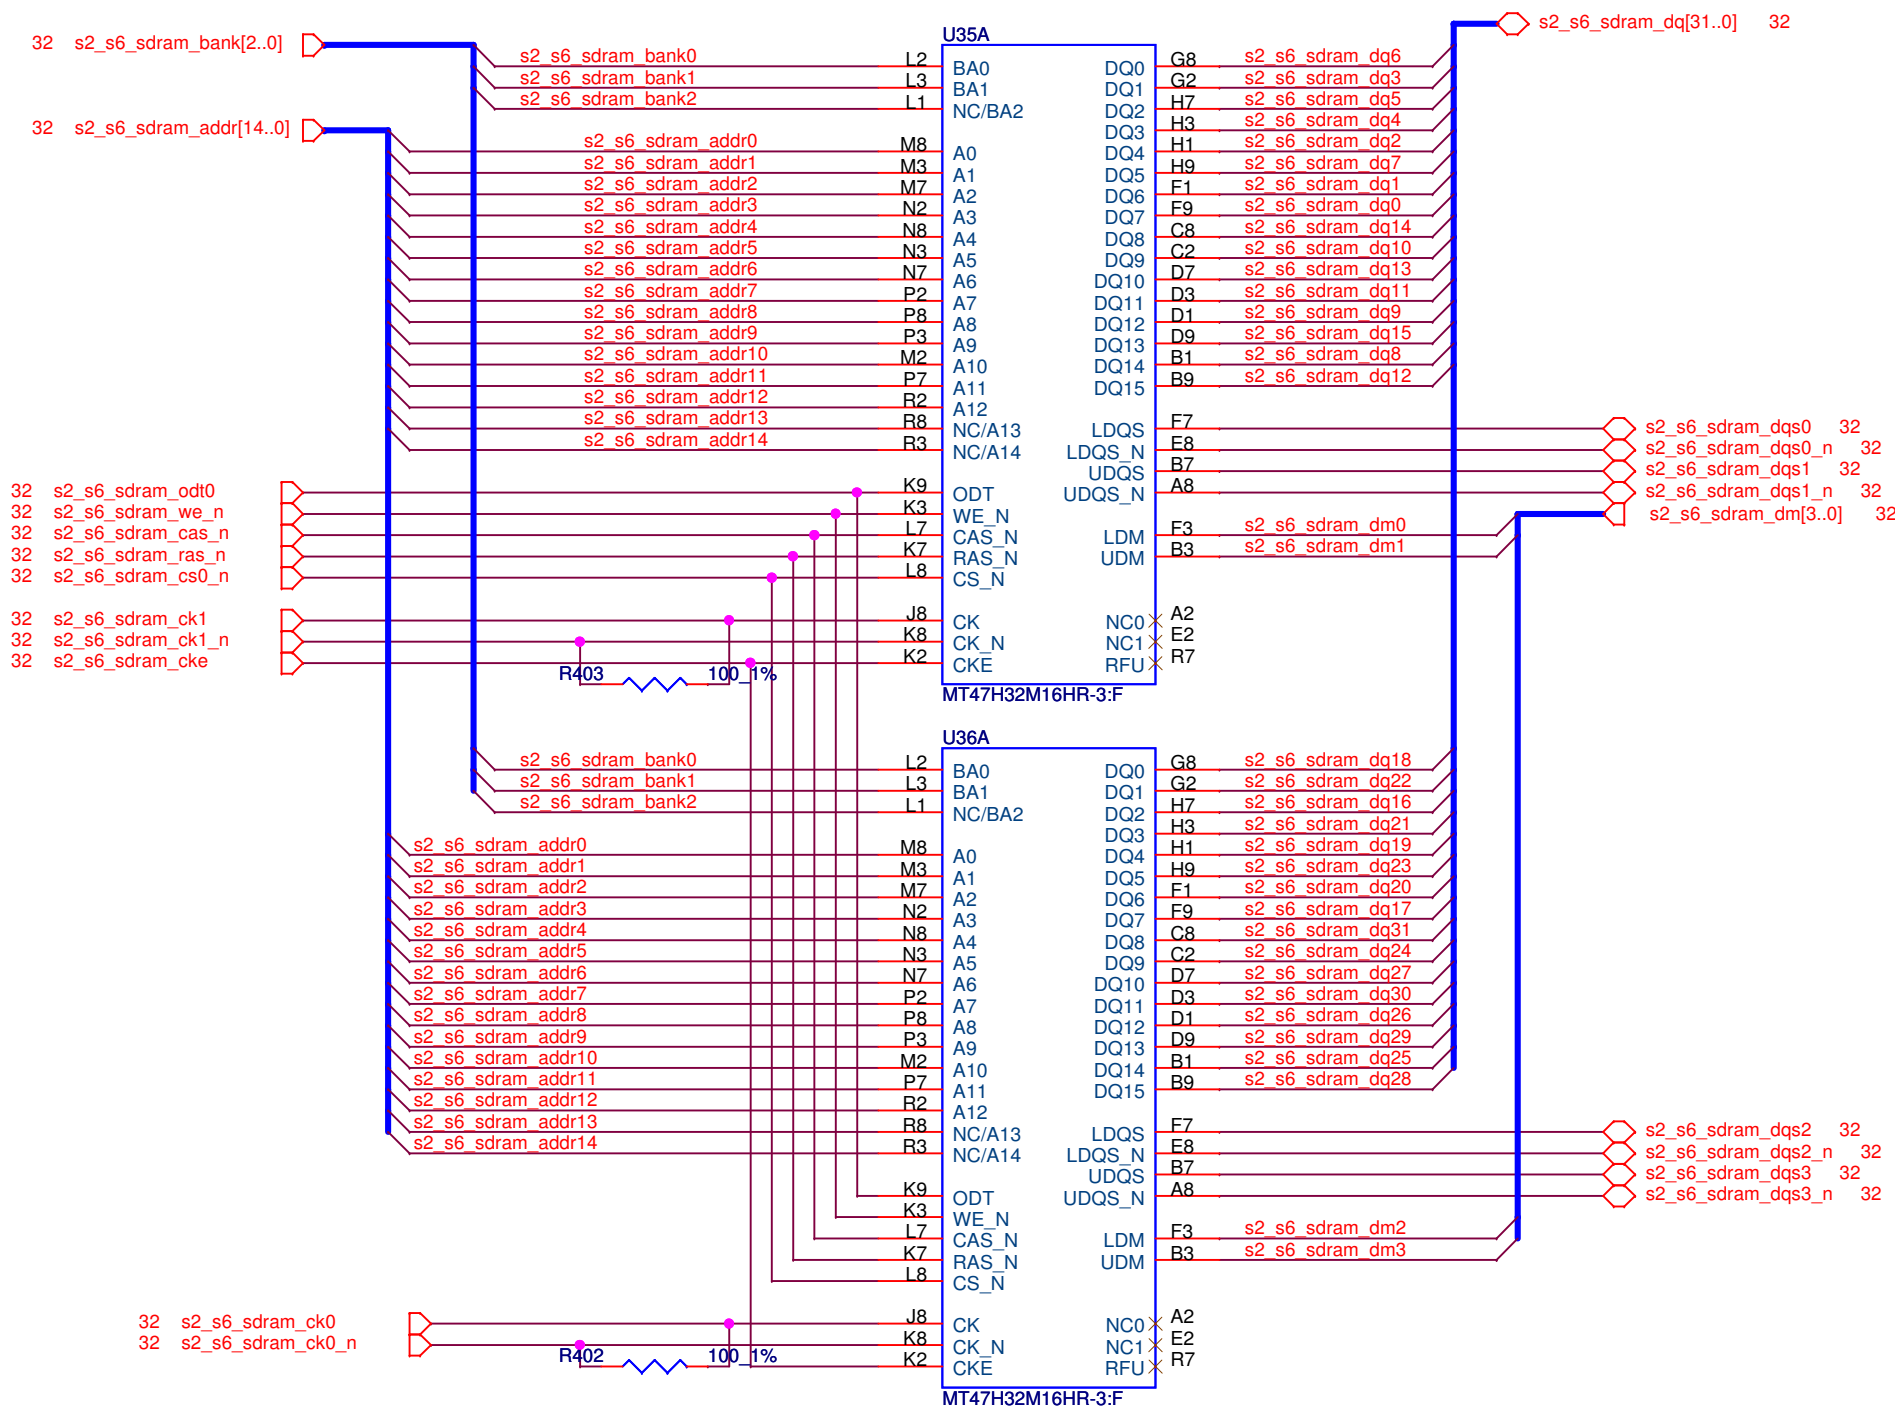 32 s2_s6_sdram_bank[2..0]
32 s2_s6_sdram_addr[14..0]
s2_s6_sdram_dq[31..0] 32
U35A
s2_s6_sdram_bank0 L2 BA0 DQ0 G8 s2_s6_sdram_dq6
s2_s6_sdram_bank1 L3 BA1 DQ1 G2 s2_s6_sdram_dq3
s2_s6_sdram_bank2 L1 NC/BA2 DQ2 H7 s2_s6_sdram_dq5
DQ3 H3 s2_s6_sdram_dq4
s2_s6_sdram_addr0 M8 A0 DQ4 H1 s2_s6_sdram_dq2
s2_s6_sdram_addr1 M3 A1 DQ5 H9 s2_s6_sdram_dq7
s2_s6_sdram_addr2 M7 A2 DQ6 F1 s2_s6_sdram_dq1
s2_s6_sdram_addr3 N2 A3 DQ7 F9 s2_s6_sdram_dq0
s2_s6_sdram_addr4 N8 A4 DQ8 C8 s2_s6_sdram_dq14
s2_s6_sdram_addr5 N3 A5 DQ9 C2 s2_s6_sdram_dq10
s2_s6_sdram_addr6 N7 A6 DQ10 D7 s2_s6_sdram_dq13
s2_s6_sdram_addr7 P2 A7 DQ11 D3 s2_s6_sdram_dq11
s2_s6_sdram_addr8 P8 A8 DQ12 D1 s2_s6_sdram_dq9
s2_s6_sdram_addr9 P3 A9 DQ13 D9 s2_s6_sdram_dq15
s2_s6_sdram_addr10 M2 A10 DQ14 B1 s2_s6_sdram_dq8
s2_s6_sdram_addr11 P7 A11 DQ15 B9 s2_s6_sdram_dq12
s2_s6_sdram_addr12 R2 A12
s2_s6_sdram_addr13 R8 NC/A13 LDQS F7 s2_s6_sdram_dqs0 32
s2_s6_sdram_addr14 R3 NC/A14 LDQS_N E8 s2_s6_sdram_dqs0_n 32
UDQS B7 s2_s6_sdram_dqs1 32
32 s2_s6_sdram_odt0 K9 ODT UDQS_N A8 s2_s6_sdram_dqs1_n 32
32 s2_s6_sdram_we_n K3 WE_N s2_s6_sdram_dm[3..0] 32
32 s2_s6_sdram_cas_n L7 CAS_N LDM F3 s2_s6_sdram_dm0
32 s2_s6_sdram_ras_n K7 RAS_N UDM B3 s2_s6_sdram_dm1
32 s2_s6_sdram_cs0_n L8 CS_N
32 s2_s6_sdram_ck1 J8 CK NC0 A2
32 s2_s6_sdram_ck1_n K8 CK_N NC1 E2
32 s2_s6_sdram_cke K2 CKE RFU R7
R403 100_1%
MT47H32M16HR-3:F
U36A
s2_s6_sdram_bank0 L2 BA0 DQ0 G8 s2_s6_sdram_dq18
s2_s6_sdram_bank1 L3 BA1 DQ1 G2 s2_s6_sdram_dq22
s2_s6_sdram_bank2 L1 NC/BA2 DQ2 H7 s2_s6_sdram_dq16
DQ3 H3 s2_s6_sdram_dq21
s2_s6_sdram_addr0 M8 A0 DQ4 H1 s2_s6_sdram_dq19
s2_s6_sdram_addr1 M3 A1 DQ5 H9 s2_s6_sdram_dq23
s2_s6_sdram_addr2 M7 A2 DQ6 F1 s2_s6_sdram_dq20
s2_s6_sdram_addr3 N2 A3 DQ7 F9 s2_s6_sdram_dq17
s2_s6_sdram_addr4 N8 A4 DQ8 C8 s2_s6_sdram_dq31
s2_s6_sdram_addr5 N3 A5 DQ9 C2 s2_s6_sdram_dq24
s2_s6_sdram_addr6 N7 A6 DQ10 D7 s2_s6_sdram_dq27
s2_s6_sdram_addr7 P2 A7 DQ11 D3 s2_s6_sdram_dq30
s2_s6_sdram_addr8 P8 A8 DQ12 D1 s2_s6_sdram_dq26
s2_s6_sdram_addr9 P3 A9 DQ13 D9 s2_s6_sdram_dq29
s2_s6_sdram_addr10 M2 A10 DQ14 B1 s2_s6_sdram_dq25
s2_s6_sdram_addr11 P7 A11 DQ15 B9 s2_s6_sdram_dq28
s2_s6_sdram_addr12 R2 A12
s2_s6_sdram_addr13 R8 NC/A13 LDQS F7 s2_s6_sdram_dqs2 32
s2_s6_sdram_addr14 R3 NC/A14 LDQS_N E8 s2_s6_sdram_dqs2_n 32
UDQS B7 s2_s6_sdram_dqs3 32
K9 ODT UDQS_N A8 s2_s6_sdram_dqs3_n 32
K3 WE_N
L7 CAS_N LDM F3 s2_s6_sdram_dm2
K7 RAS_N UDM B3 s2_s6_sdram_dm3
L8 CS_N
32 s2_s6_sdram_ck0 J8 CK NC0 A2
32 s2_s6_sdram_ck0_n K8 CK_N NC1 E2
R402 100_1% K2 CKE RFU R7
MT47H32M16HR-3:F